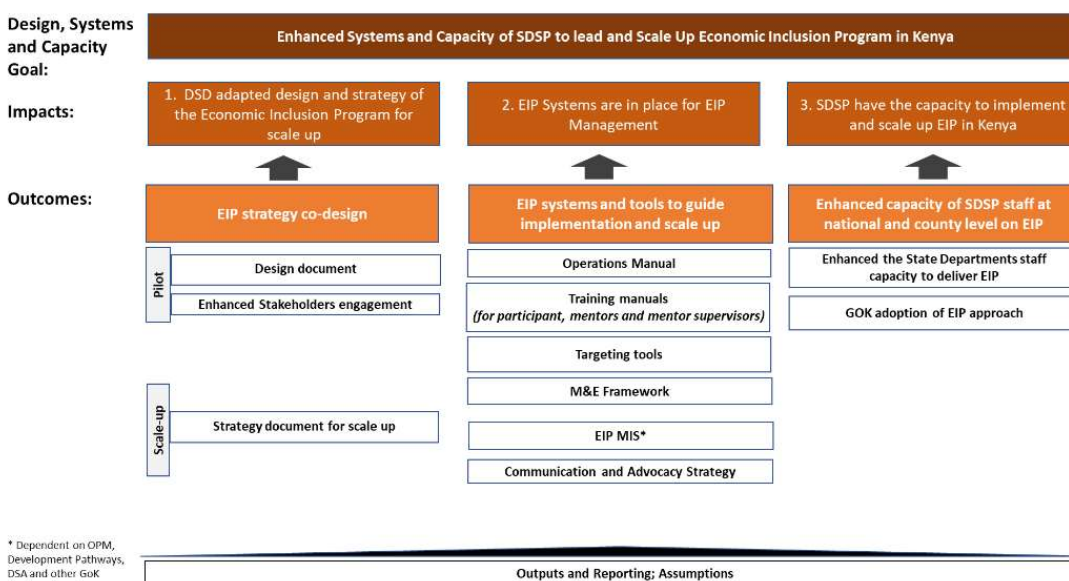 Design, Systems
and Capacity
Goal:
Enhanced Systems and Capacity of SDSP to lead and Scale Up Economic Inclusion Program in Kenya
Impacts:
1. DSD adapted design and strategy of
the Economic Inclusion Program for
scale up
2. EIP Systems are in place for EIP
Management
3. SDSP have the capacity to implement
and scale up EIP in Kenya
Outcomes:
EIP strategy co-design
EIP systems and tools to guide
implementation and scale up
Enhanced capacity of SDSP staff at
national and county level on EIP
Pilot
Design document
Enhanced Stakeholders engagement
Operations Manual
Training manuals
(for participant, mentors and mentor supervisors)
Targeting tools
M&E Framework
Enhanced the State Departments staff
capacity to deliver EIP
GOK adoption of EIP approach
Scale-up
Strategy document for scale up
EIP MIS*
Communication and Advocacy Strategy
* Dependent on OPM,
Development Pathways,
DSA and other GoK
Outputs and Reporting; Assumptions